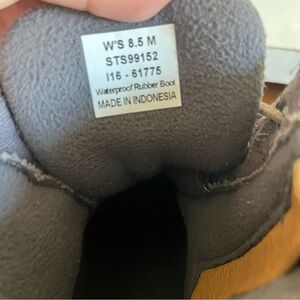 W'S 8.5 M
STS99152
I16 - 61775
Waterproof Rubber Boot
MADE IN INDONESIA